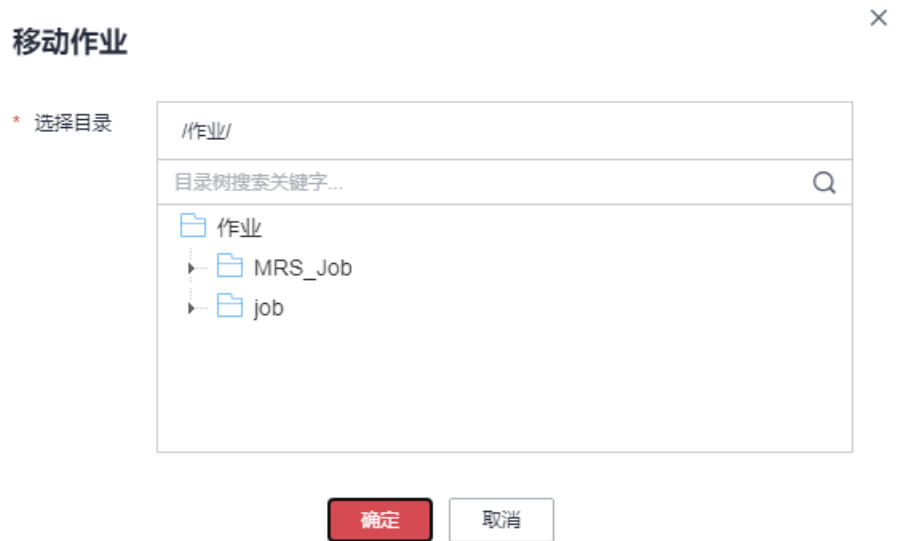 移动作业
* 选择目录
/作业/
目录树搜索关键字...
作业
MRS_Job
job
确定
取消